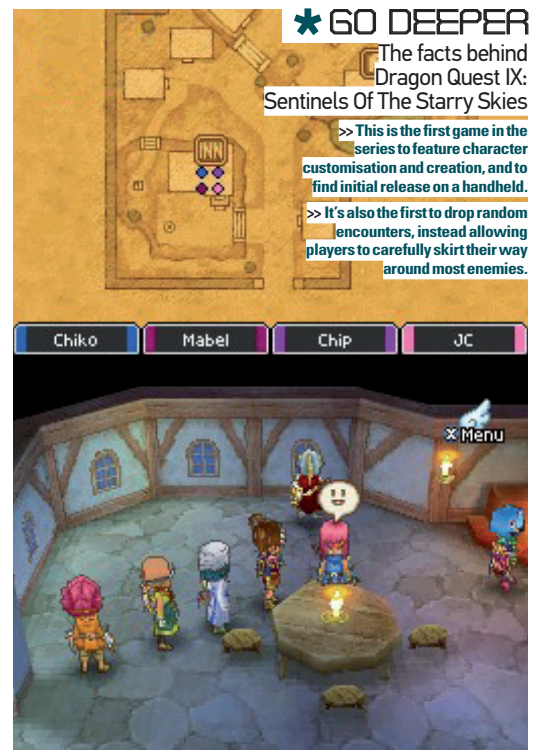 * GO DEEPER
The facts behind
Dragon Quest IX:
Sentinels Of The Starry Skies
>> This is the first game in the
series to feature character
customisation and creation, and to
find initial release on a handheld.
>> It's also the first to drop random
encounters, instead allowing
players to carefully skirt their way
around most enemies.
INN
Chiko Mabel Chip JC
X Menu